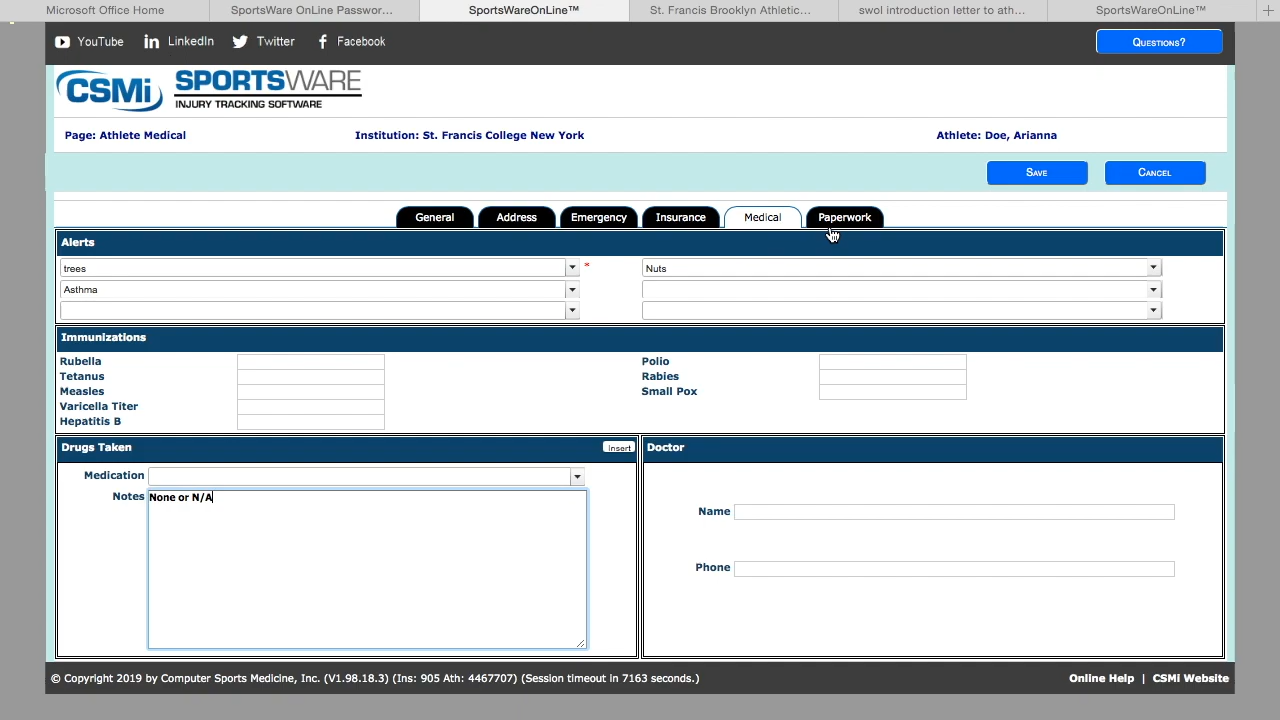 Microsoft Office Home
SportsWare OnLine Passwor...
SportsWareOnLine™
St. Francis Brooklyn Athletic...
swol introduction letter to ath...
SportsWareOnLine™
YouTube
LinkedIn
Twitter
Facebook
Questions?
CSMi
SPORTSWARE
INJURY TRACKING SOFTWARE
Page: Athlete Medical
Institution: St. Francis College New York
Athlete: Doe, Arianna
Save
Cancel
General
Address
Emergency
Insurance
Medical
Paperwork
Alerts
trees
*
Nuts
Asthma
Immunizations
Rubella
Polio
Tetanus
Rabies
Measles
Small Pox
Varicella Titer
Hepatitis B
Drugs Taken
Insert
Doctor
Medication
Notes
None or N/A
Name
Phone
© Copyright 2019 by Computer Sports Medicine, Inc. (V1.98.18.3) (Ins: 905 Ath: 4467707) (Session timeout in 7163 seconds.)
Online Help | CSMi Website